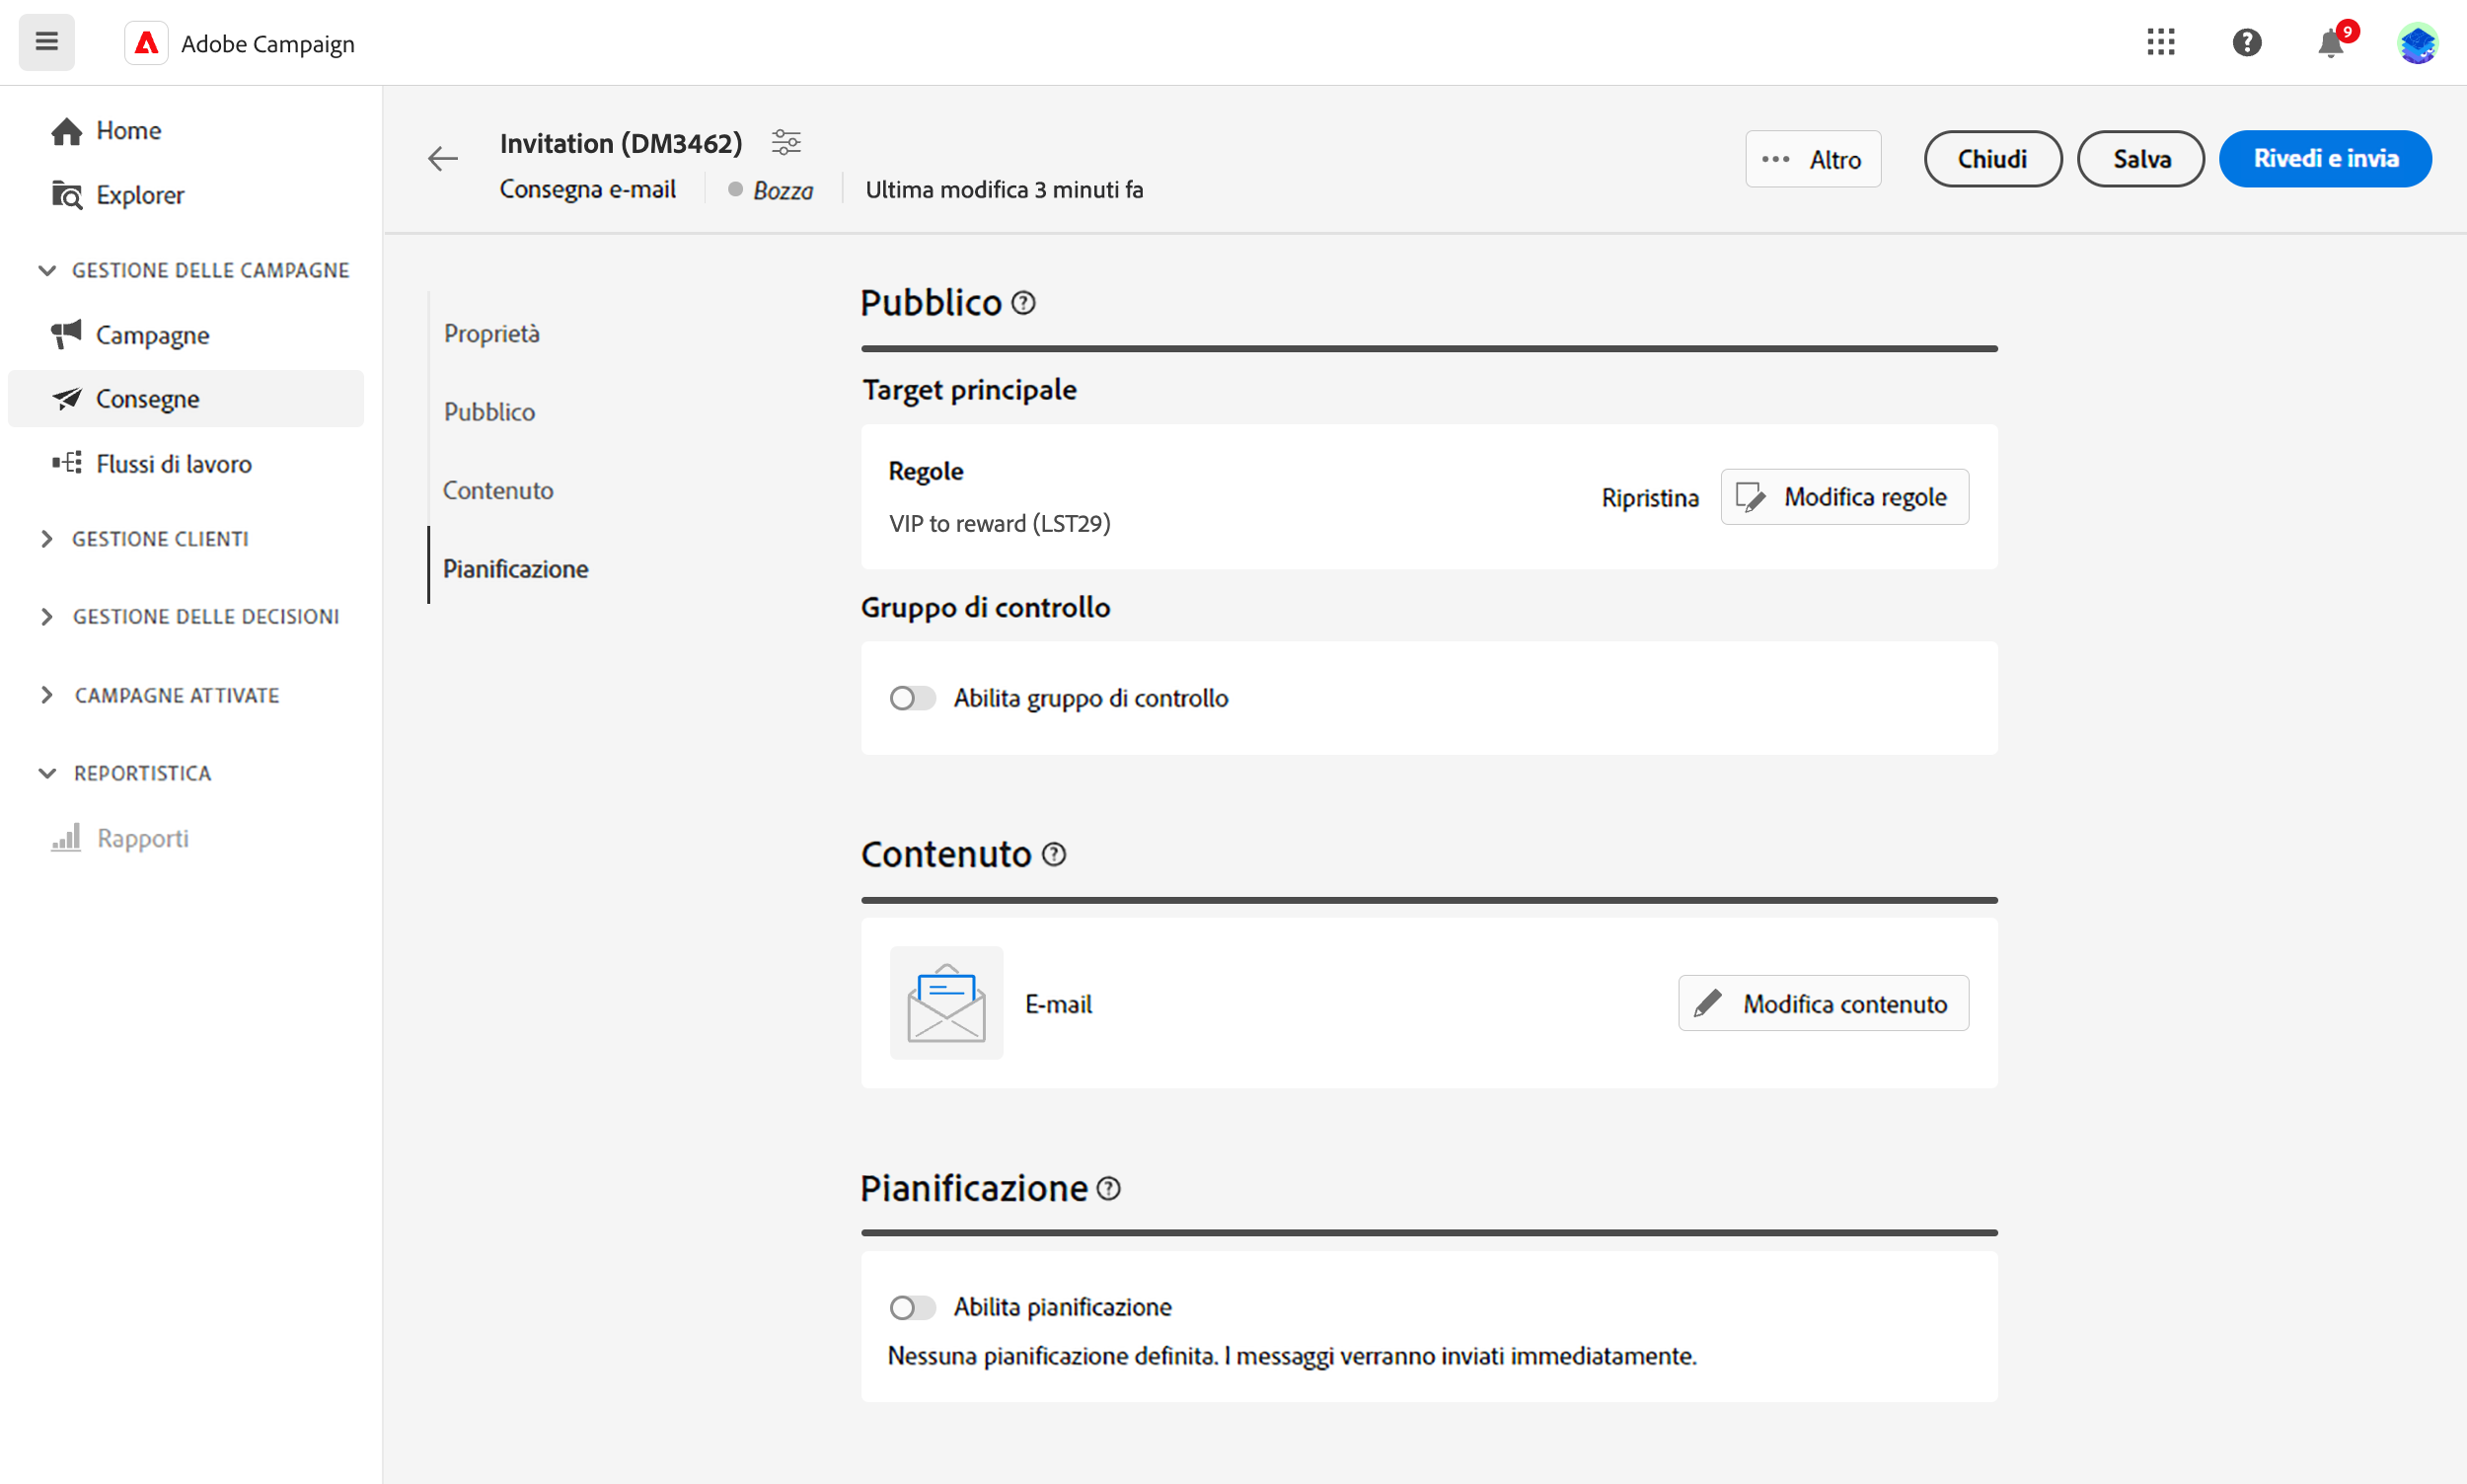 Adobe Campaign
9
Home
Explorer
GESTIONE DELLE CAMPAGNE
Campagne
Consegne
Flussi di lavoro
GESTIONE CLIENTI
GESTIONE DELLE DECISIONI
CAMPAGNE ATTIVATE
REPORTISTICA
Rapporti
Invitation (DM3462)
Consegna e-mail
Bozza
Ultima modifica 3 minuti fa
Altro
Chiudi
Salva
Rivedi e invia
Proprietà
Pubblico
Contenuto
Pianificazione
Pubblico
Target principale
Regole
VIP to reward (LST29)
Ripristina
Modifica regole
Gruppo di controllo
Abilita gruppo di controllo
Contenuto
E-mail
Modifica contenuto
Pianificazione
Abilita pianificazione
Nessuna pianificazione definita. I messaggi verranno inviati immediatamente.